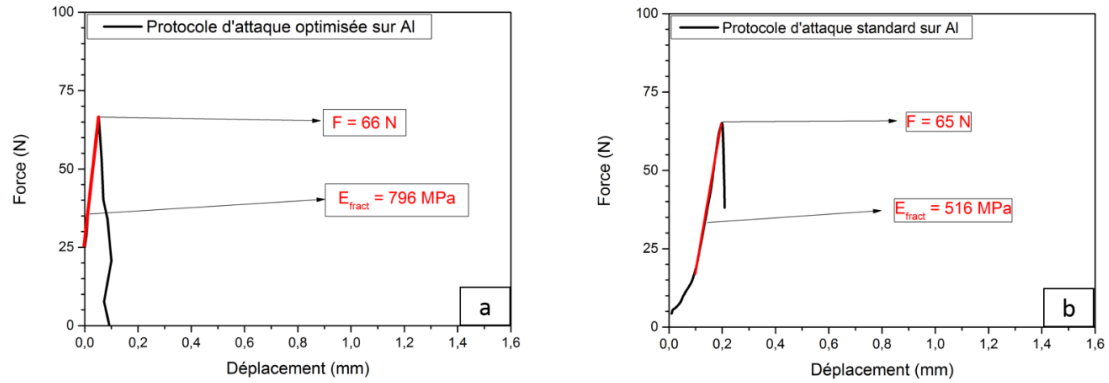 Protocole d'attaque optimisée sur Al
100
75
50
25
0
Force (N)
F = 66 N
E_fract = 796 MPa
a
0,0 0,2 0,4 0,6 0,8 1,0 1,2 1,4 1,6
Déplacement (mm)
Protocole d'attaque standard sur Al
100
75
50
25
0
Force (N)
F = 65 N
E_fract = 516 MPa
b
0,0 0,2 0,4 0,6 0,8 1,0 1,2 1,4 1,6
Déplacement (mm)